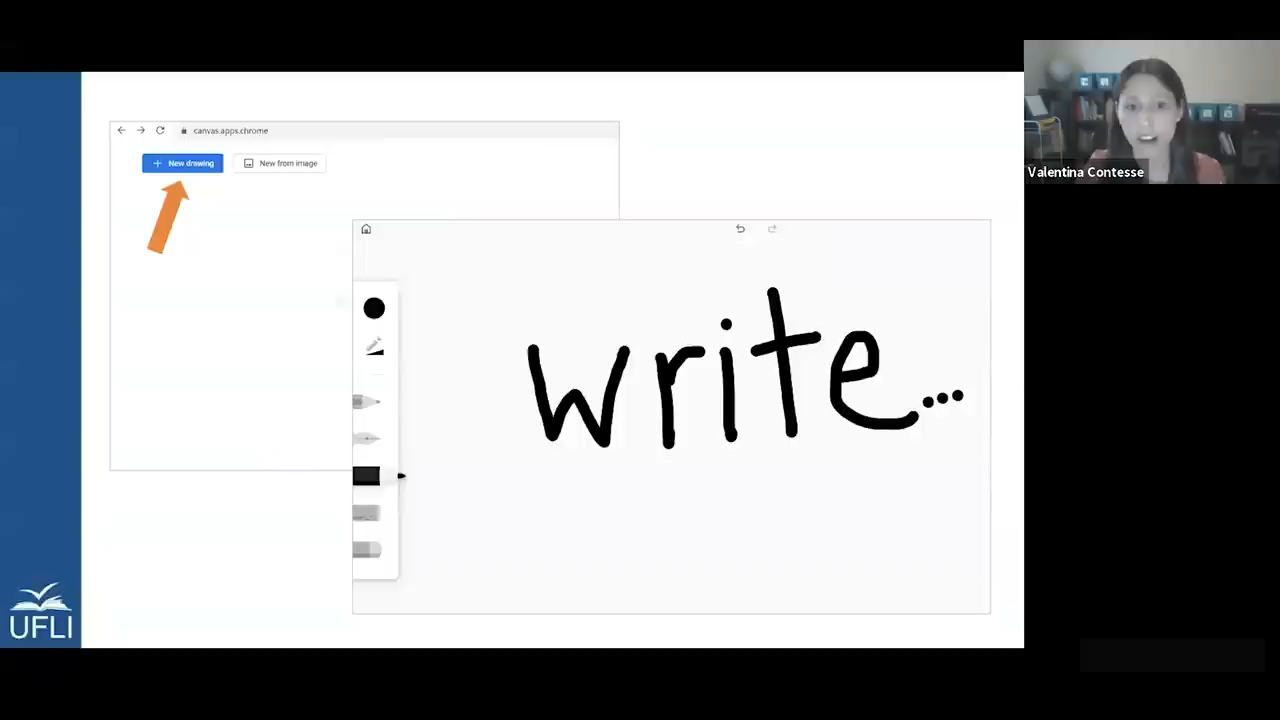 canvas.apps.chrome
New drawing
New from image
write...
UFLI
Valentina Contesse